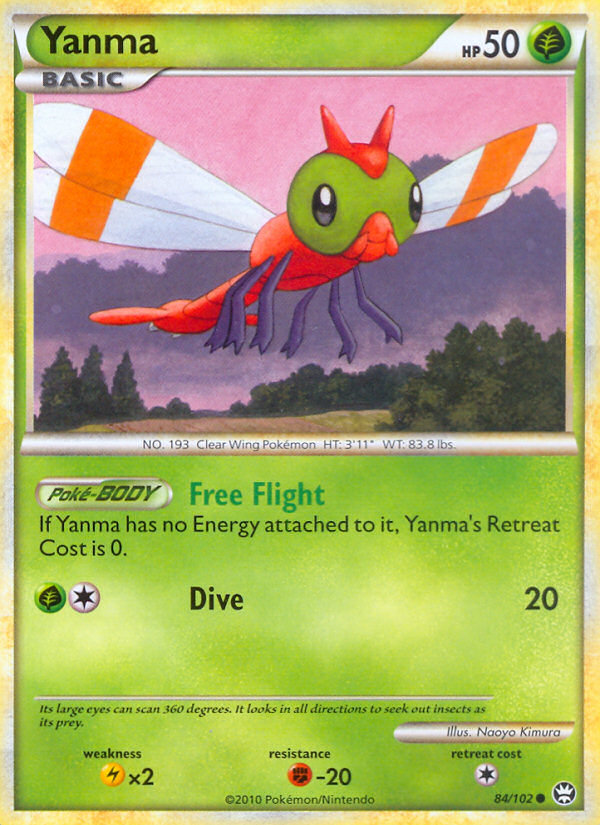 Yanma HP 50
BASIC
NO. 193 Clear Wing Pokémon HT: 3'11" WT: 83.8 lbs.
Poké-BODY Free Flight
If Yanma has no Energy attached to it, Yanma's Retreat
Cost is 0.
Dive 20
Its large eyes can scan 360 degrees. It looks in all directions to seek out insects as
its prey.
Illus. Naoyo Kimura
weakness resistance retreat cost
×2 -20
©2010 Pokémon/Nintendo 84/102